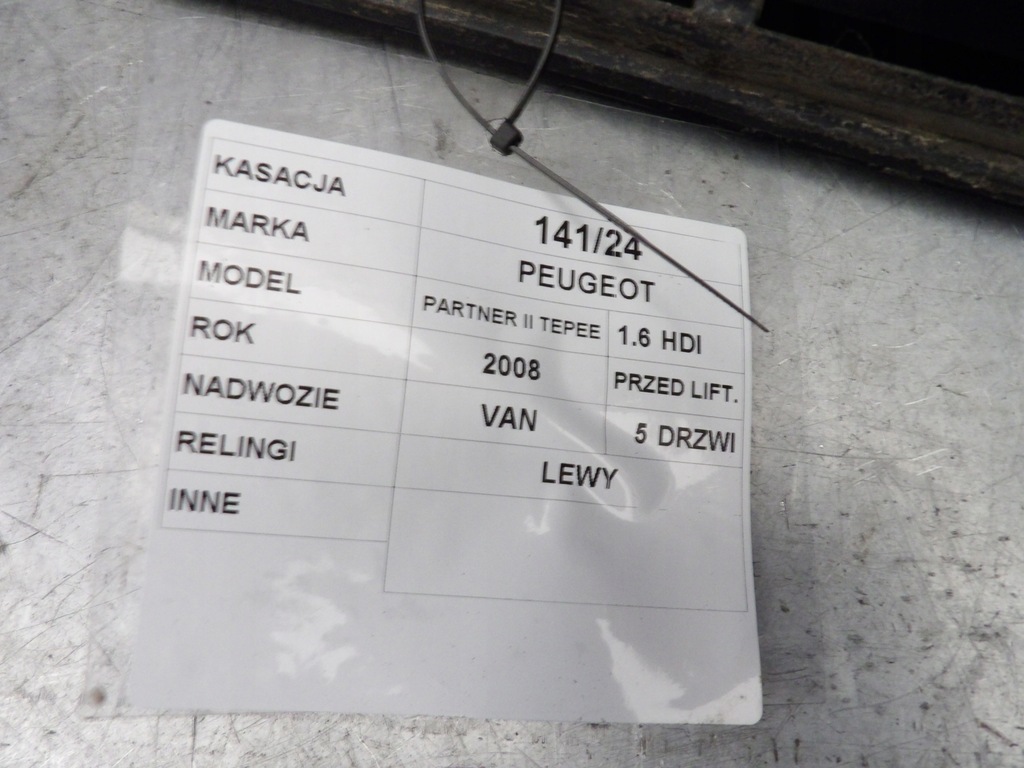 KASACJA 141/24
MARKA PEUGEOT
MODEL PARTNER II TEPEE 1.6 HDI
ROK 2008 PRZED LIFT.
NADWOZIE VAN 5 DRZWI
RELINGI LEWY
INNE